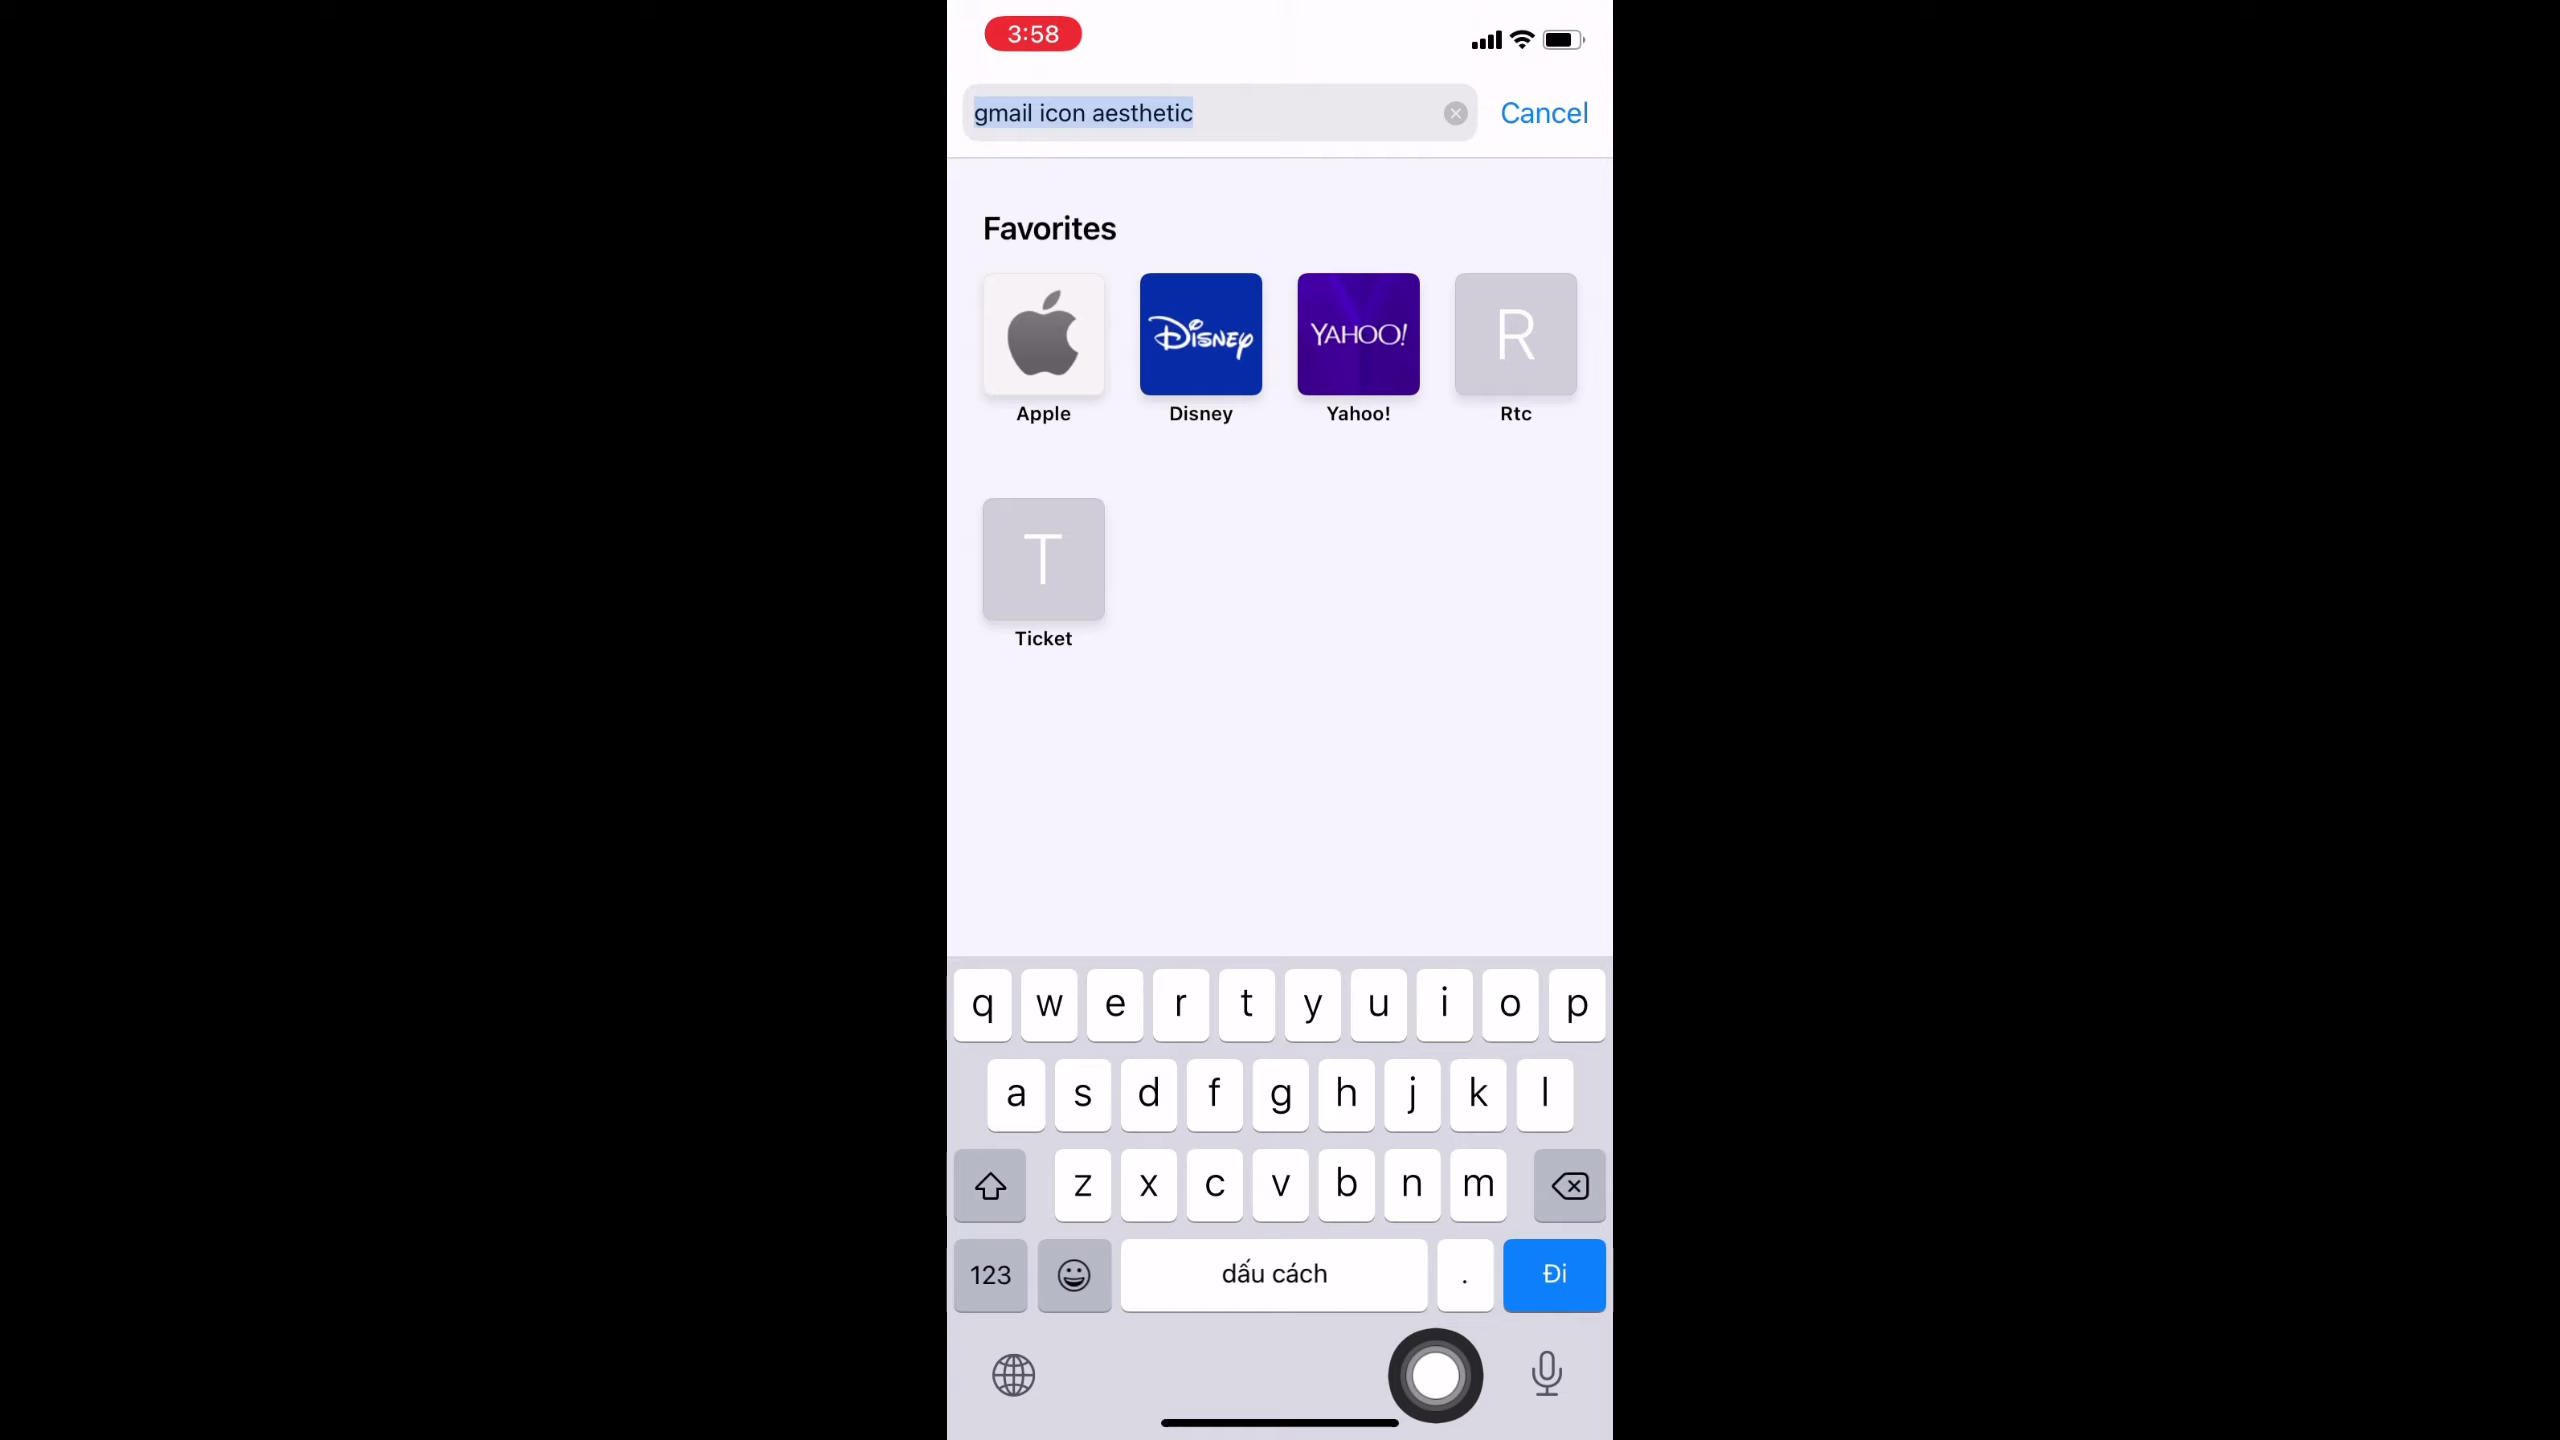 3:58
gmail icon aesthetic
Cancel
Favorites
Disney
YAHOO!
R
Apple
Disney
Yahoo!
Rtc
T
Ticket
q w e r t y u i o p
a s d f g h j k l
z x c v b n m
123
dấu cách
.
Đi